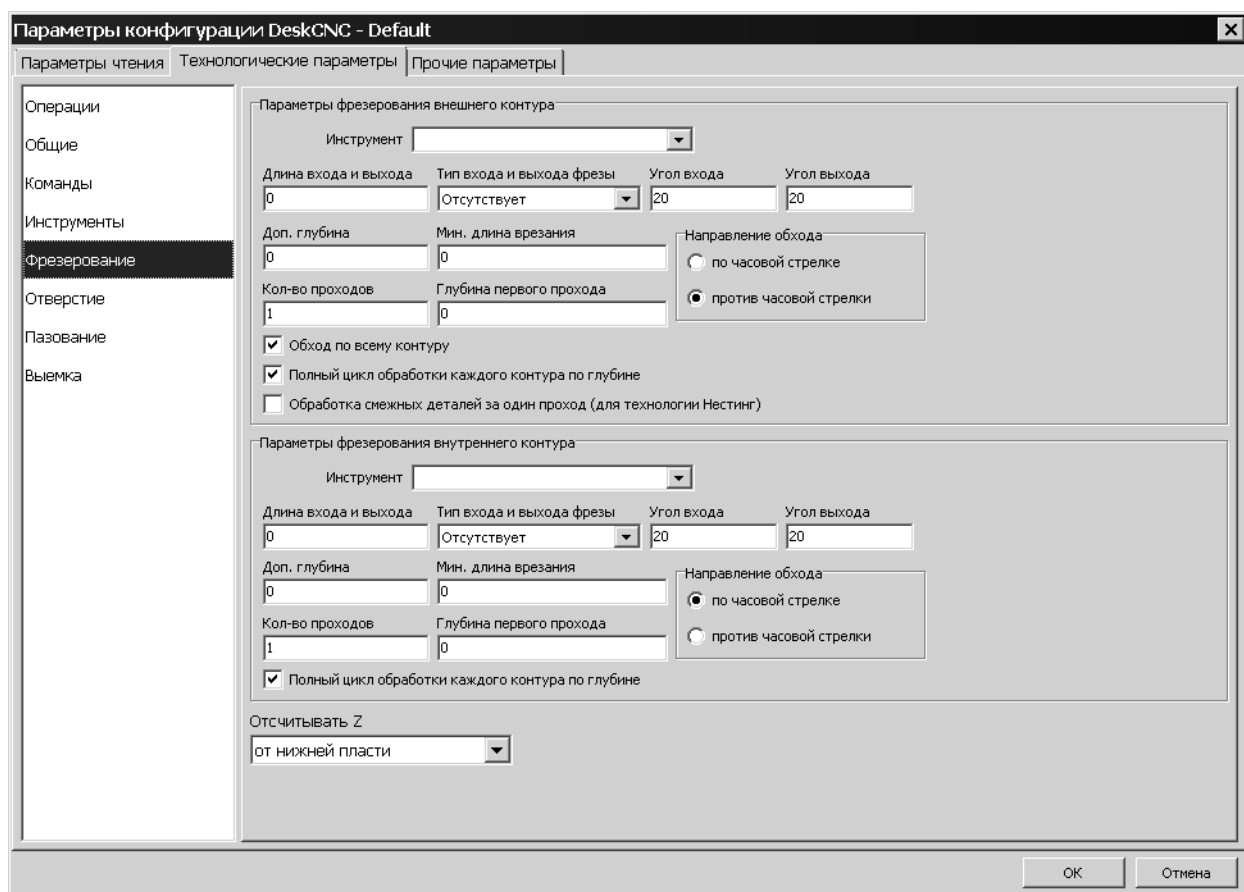 Параметры конфигурации DeskCNC - Default
Параметры чтения Технологические параметры Прочие параметры
Операции
Общие
Команды
Инструменты
Фрезерование
Отверстие
Пазование
Выемка
Параметры фрезерования внешнего контура
Инструмент
Длина входа и выхода Тип входа и выхода фрезы Угол входа Угол выхода
0 Отсутствует 20 20
Доп. глубина Мин. длина врезания Направление обхода
0 0 по часовой стрелке
Кол-во проходов Глубина первого прохода против часовой стрелки
1 0
Обход по всему контуру
Полный цикл обработки каждого контура по глубине
Обработка смежных деталей за один проход (для технологии Нестинг)
Параметры фрезерования внутреннего контура
Инструмент
Длина входа и выхода Тип входа и выхода фрезы Угол входа Угол выхода
0 Отсутствует 20 20
Доп. глубина Мин. длина врезания Направление обхода
0 0 по часовой стрелке
Кол-во проходов Глубина первого прохода против часовой стрелки
1 0
Полный цикл обработки каждого контура по глубине
Отсчитывать Z
от нижней пласти
ОК Отмена